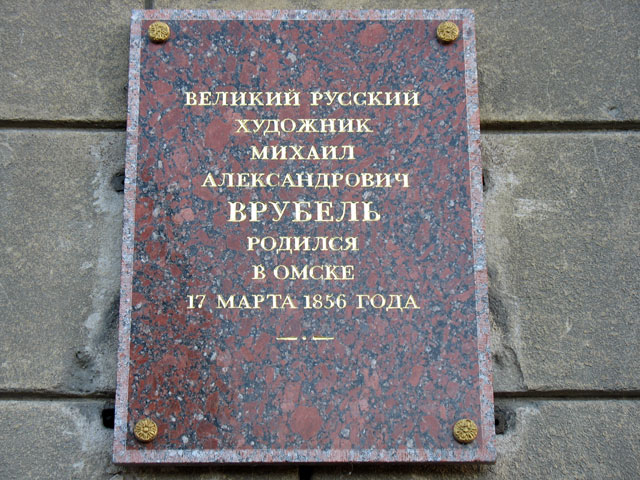 ВЕЛИКИЙ РУССКИЙ
ХУДОЖНИК
МИХАИЛ
АЛЕКСАНДРОВИЧ
ВРУБЕЛЬ
РОДИЛСЯ
В ОМСКЕ
17 МАРТА 1856 ГОДА